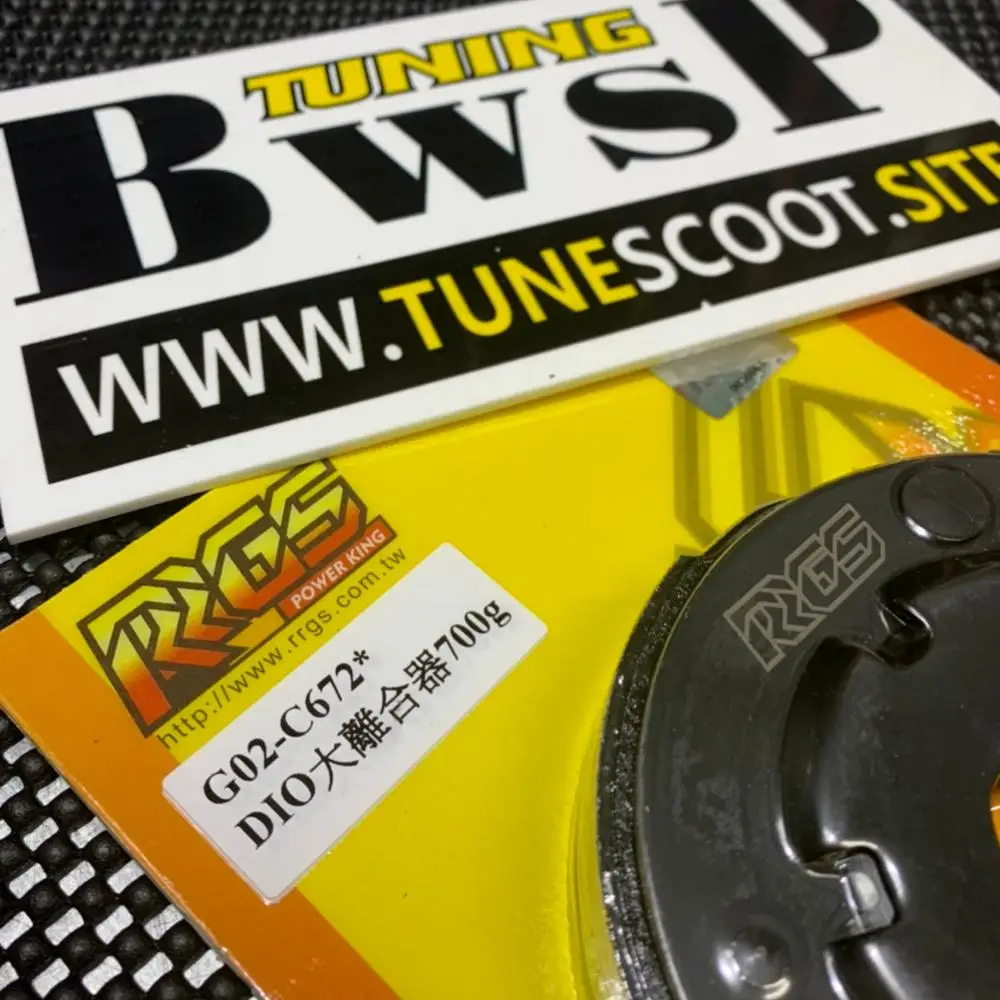 TUNING
BWSP
WWW.TUNESCOOT.SITE
RRGS
POWER KING
http://www.rrgs.com.tw
G02-C672*
DIO大離合器700g
RRGS